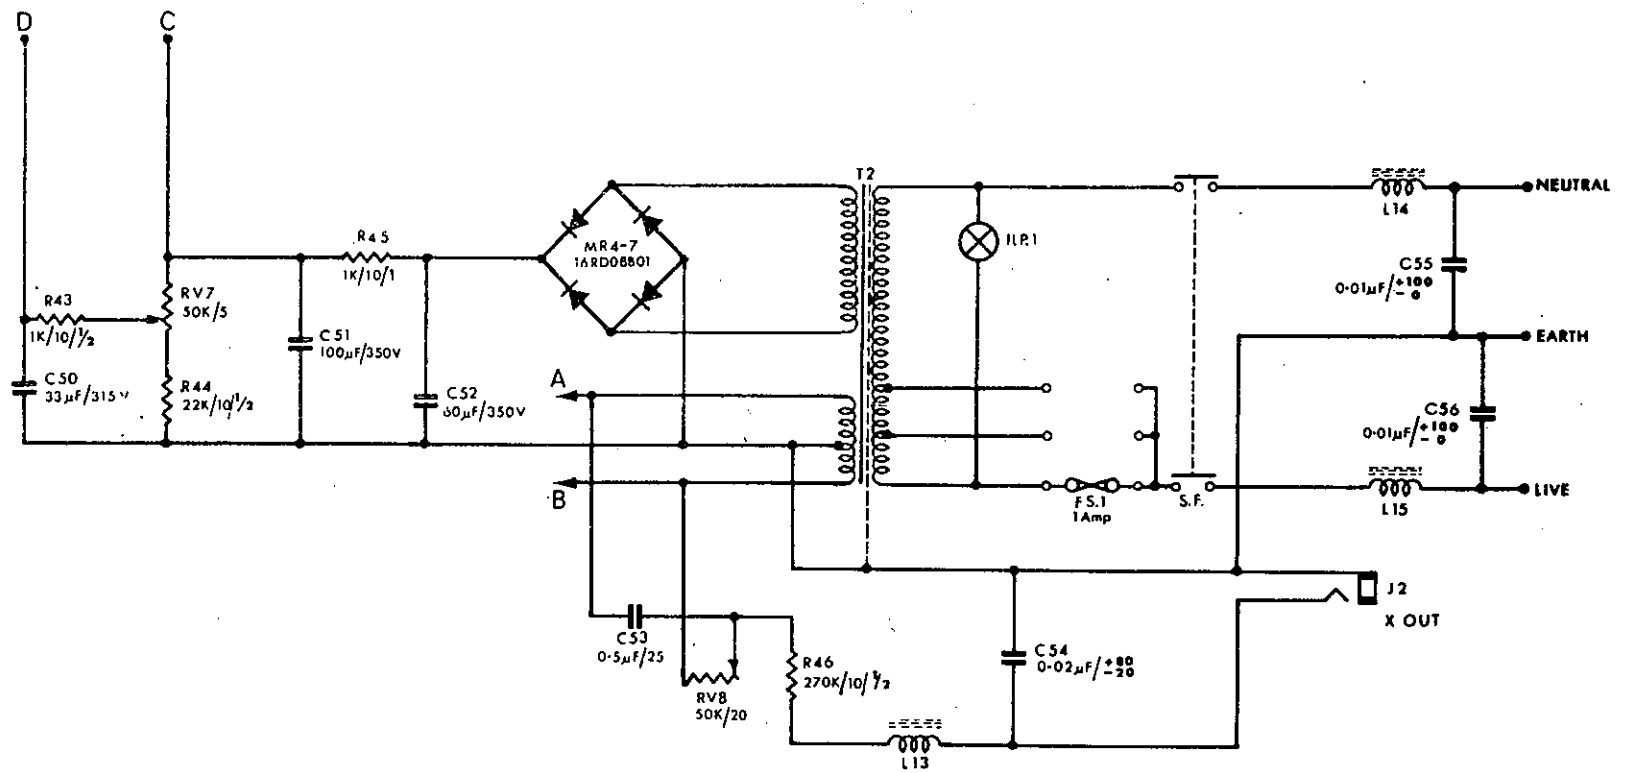 D
C
T2
NEUTRAL
L14
R45
1K/10/1
MR4-7
16RD08801
ILP.1
C55
0·01µF/+100
- 0
RV7
50K/5
R43
1K/10/½
C51
100µF/350V
EARTH
C50
33µF/315V
R44
22K/10/½
C52
60µF/350V
A
C56
0·01µF/+100
- 0
B
F.S.1
1Amp
S.F.
L15
LIVE
J2
X OUT
C53
0·5µF/25
R46
270K/10/½
C54
0·02µF/+80
-20
RV8
50K/20
L13